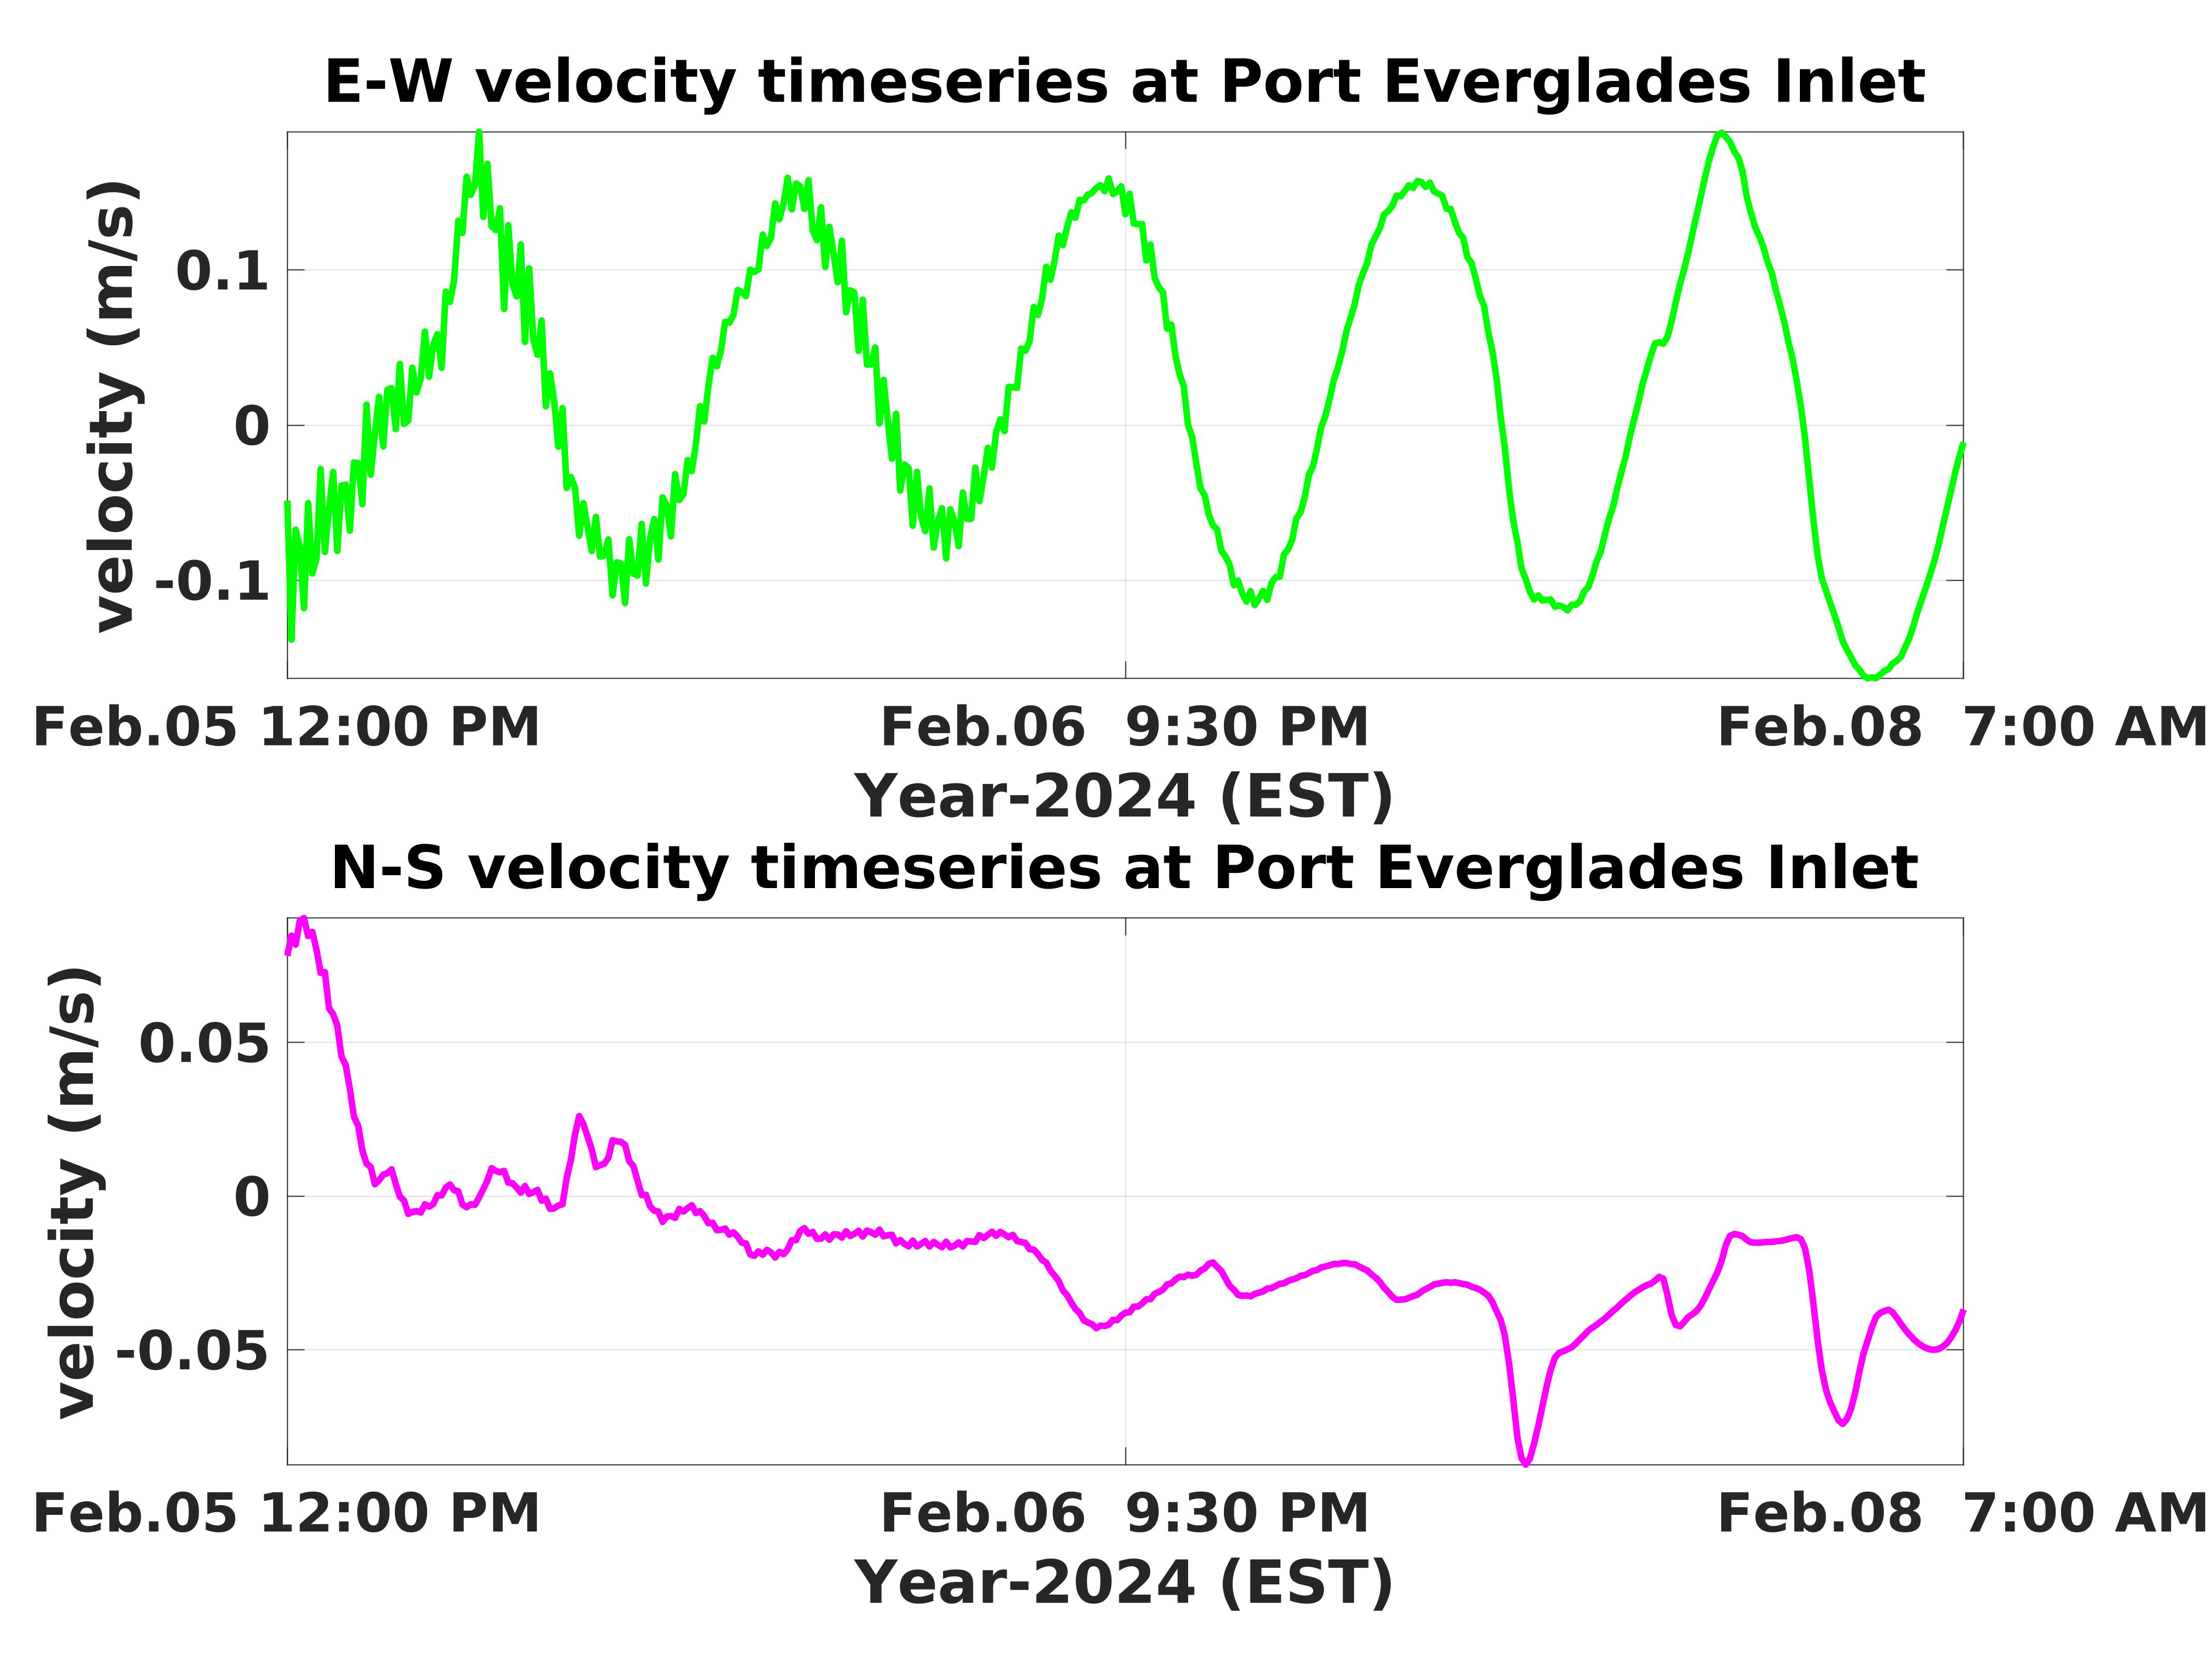 E-W velocity timeseries at Port Everglades Inlet
velocity (m/s)
0.1
0
-0.1
Feb.05 12:00 PM
Feb.06 9:30 PM
Feb.08 7:00 AM
Year-2024 (EST)
N-S velocity timeseries at Port Everglades Inlet
velocity (m/s)
0.05
0
-0.05
Feb.05 12:00 PM
Feb.06 9:30 PM
Feb.08 7:00 AM
Year-2024 (EST)